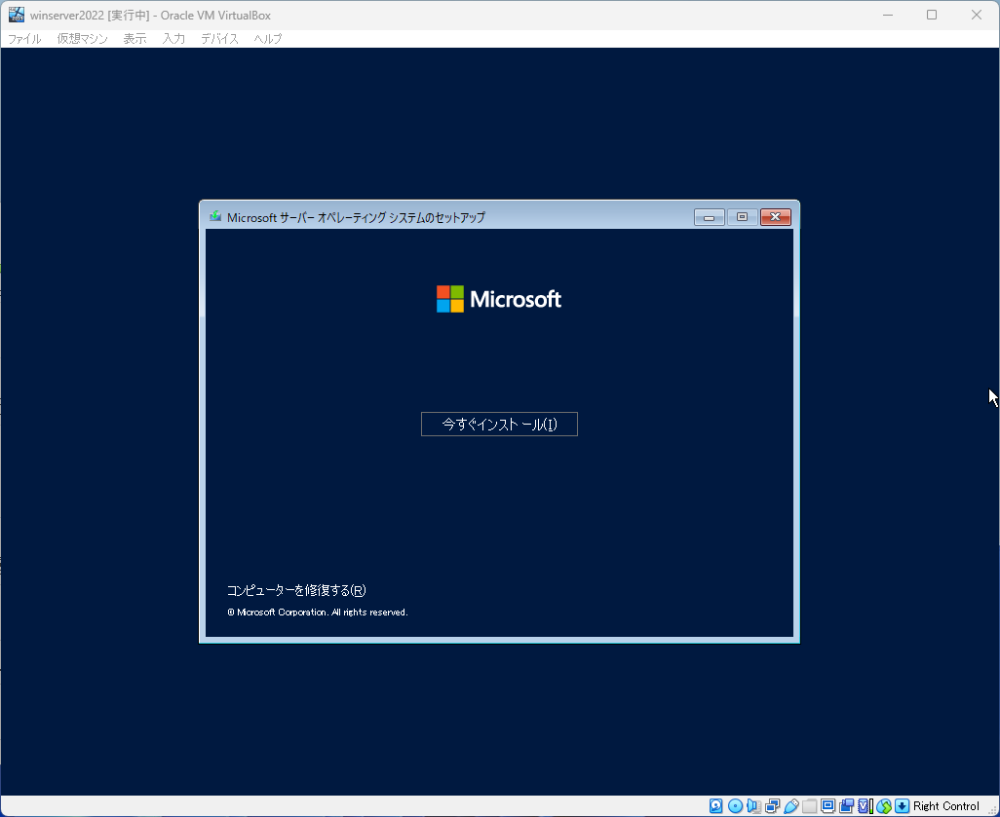 winserver2022 [実行中] - Oracle VM VirtualBox
ファイル 仮想マシン 表示 入力 デバイス ヘルプ
Microsoft サーバー オペレーティング システムのセットアップ
Microsoft
今すぐインストール(I)
コンピューターを修復する(R)
© Microsoft Corporation. All rights reserved.
Right Control